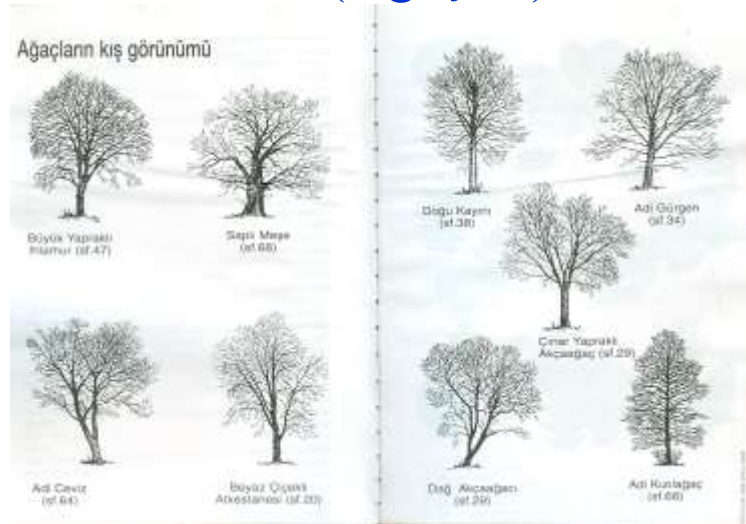 Ağaçların kış görünümü
Büyük Yapraklı
Ihlamur (sf.47)
Saplı Meşe
(sf.68)
Adi Ceviz
(sf.64)
Beyaz Çiçekli
Atkestanesi (sf.20)
Doğu Kayını
(sf.38)
Adi Gürgen
(sf.34)
Çınar Yapraklı
Akçaağaç (sf.29)
Dağ Akçaağacı
(sf.29)
Adi Kızılağaç
(sf.66)